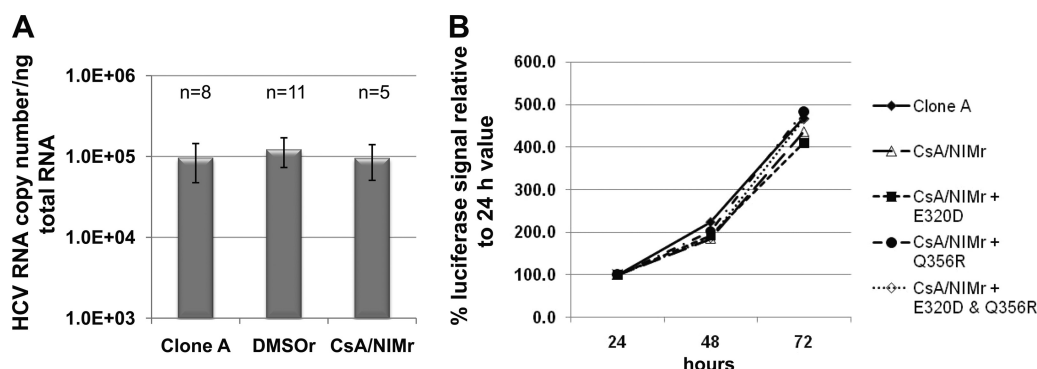 A
HCV RNA copy number/ng
total RNA
1.0E+06
1.0E+05
1.0E+04
1.0E+03
n=8
n=11
n=5
Clone A
DMSOr
CsA/NIMr
B
% luciferase signal relative
to 24 h value
600.0
500.0
400.0
300.0
200.0
100.0
0.0
24
48
72
hours
Clone A
CsA/NIMr
CsA/NIMr +
E320D
CsA/NIMr +
Q356R
CsA/NIMr +
E320D & Q356R